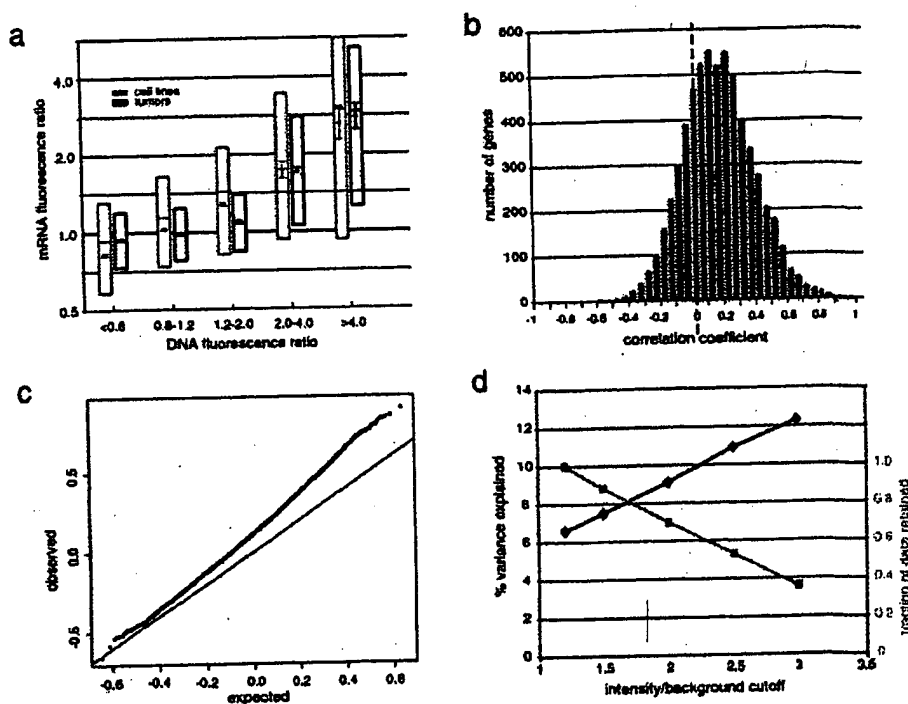 a
mRNA fluorescence ratio
4.0
2.0
1.0
0.5
cell lines
tumors
<0.8 0.8-1.2 1.2-2.0 2.0-4.0 >4.0
DNA fluorescence ratio
b
number of genes
600
500
400
300
200
100
0
-1 -0.8 -0.6 -0.4 -0.2 0 0.2 0.4 0.6 0.8 1
correlation coefficient
c
observed
0.5
0.0
-0.5
-0.6 -0.4 -0.2 0.0 0.2 0.4 0.6
expected
d
% variance explained
14
12
10
8
6
4
2
0
1 1.5 2 2.5 3 3.5
intensity/background cutoff
1.0
0.8
0.6
0.4
0.2
0
fraction of data retained